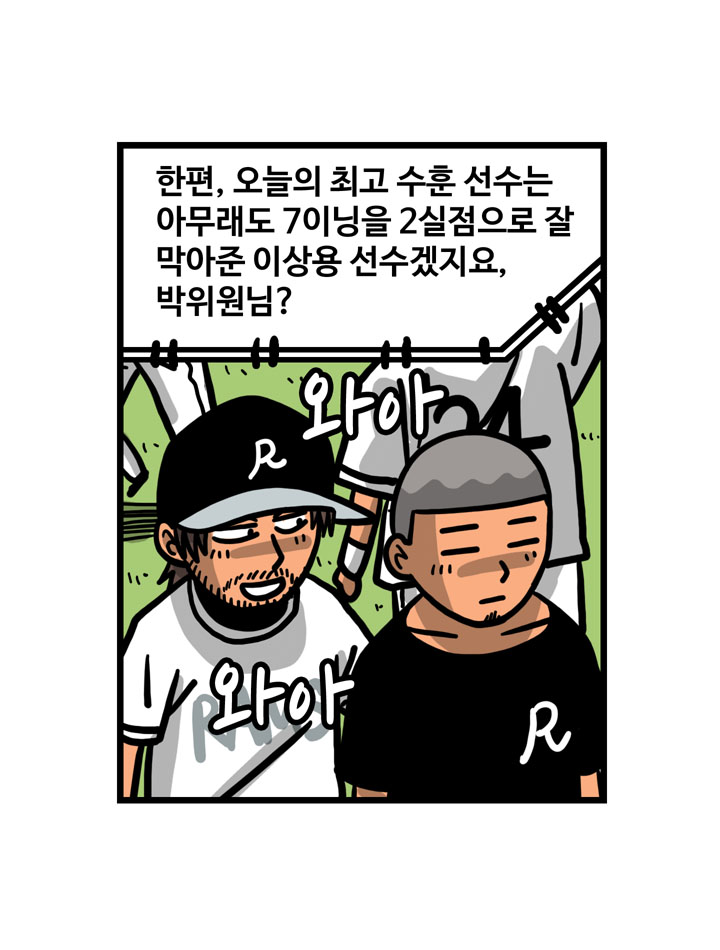 한편, 오늘의 최고 수훈 선수는
아무래도 7이닝을 2실점으로 잘
막아준 이상용 선수겠지요,
박위원님?
와아
R
와아
R